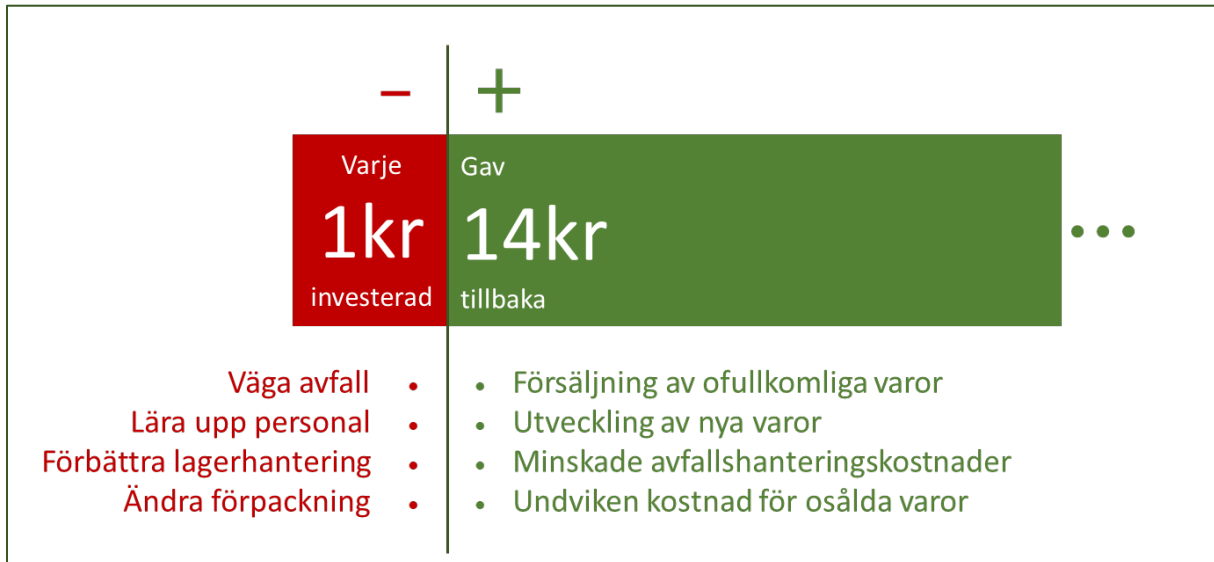 – +
Varje
1kr
investerad
Gav
14kr
tillbaka
...
Väga avfall •
Lära upp personal •
Förbättra lagerhantering •
Ändra förpackning •
• Försäljning av ofullkomliga varor
• Utveckling av nya varor
• Minskade avfallshanteringskostnader
• Undviken kostnad för osålda varor